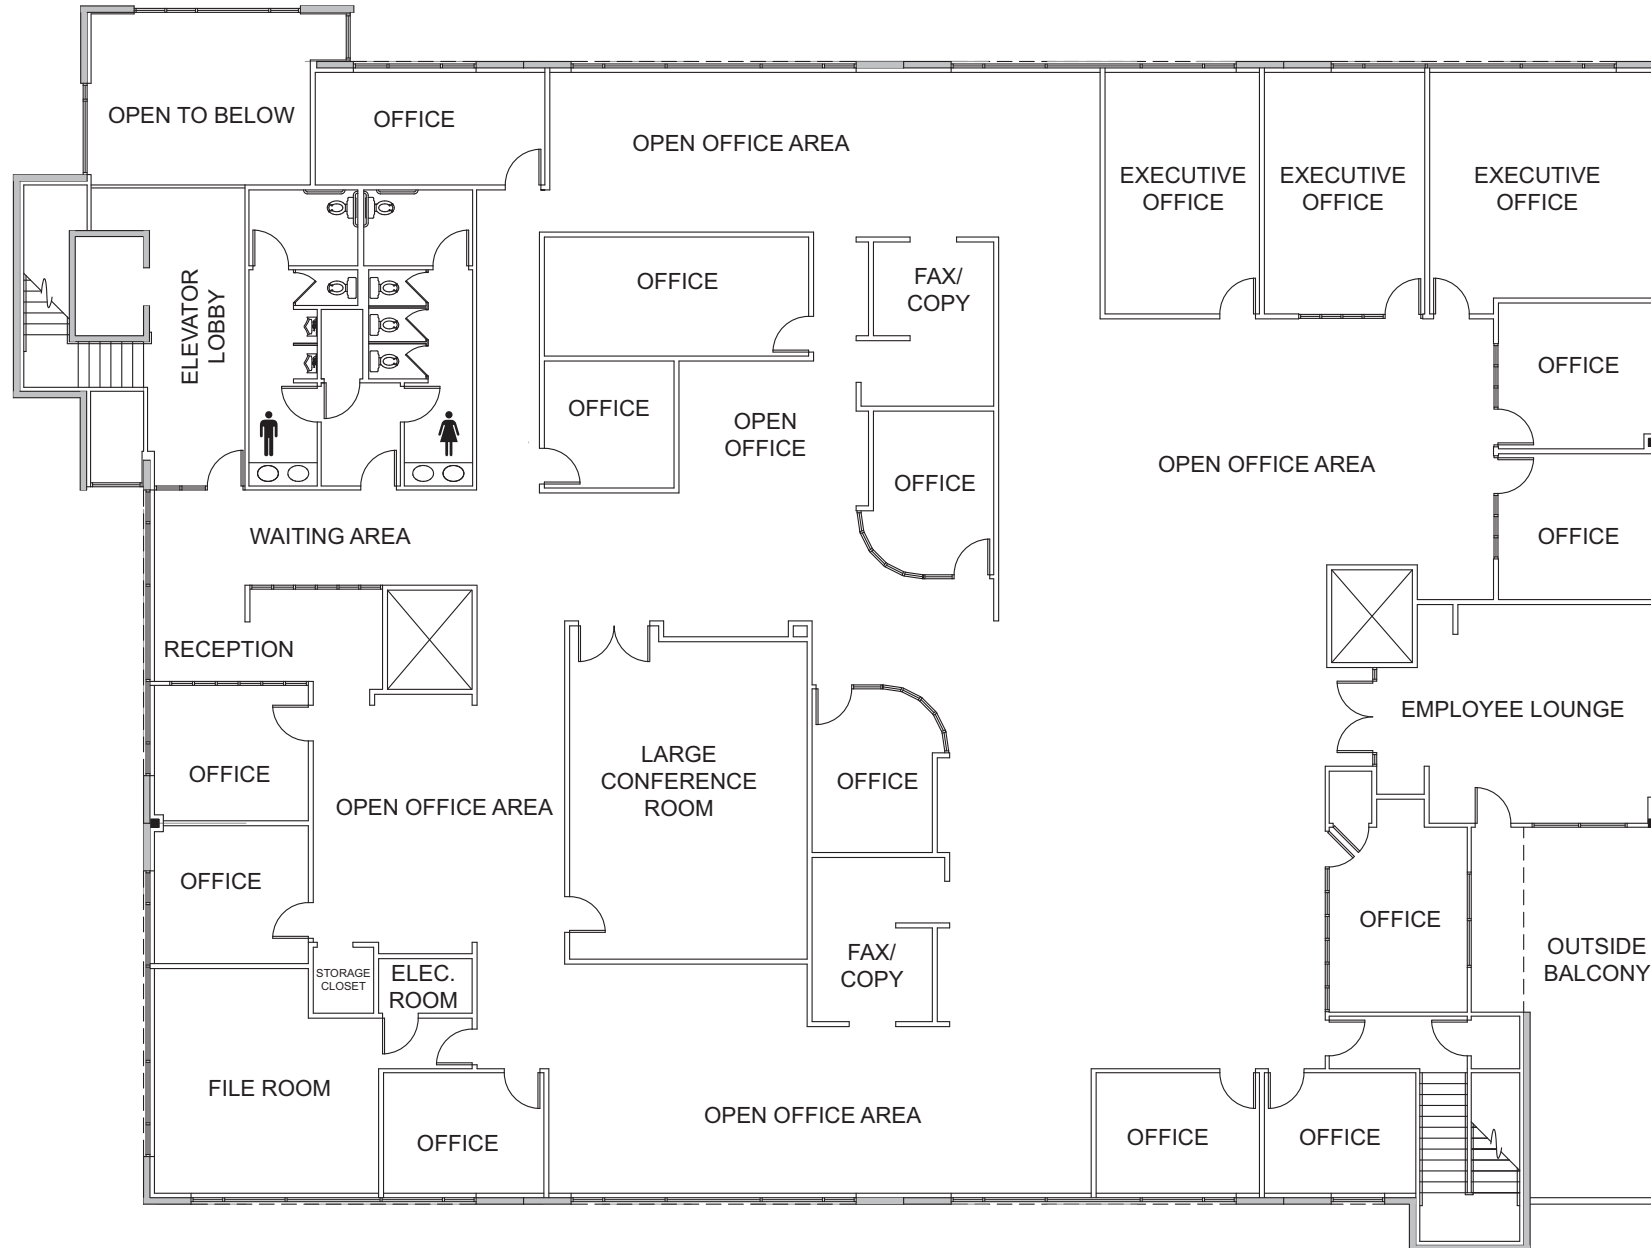 OPEN TO BELOW
OFFICE
OPEN OFFICE AREA
EXECUTIVE
OFFICE
EXECUTIVE
OFFICE
EXECUTIVE
OFFICE
ELEVATOR
LOBBY
OFFICE
FAX/
COPY
OFFICE
OPEN
OFFICE
OFFICE
OPEN OFFICE AREA
OFFICE
OFFICE
WAITING AREA
RECEPTION
EMPLOYEE LOUNGE
OFFICE
OPEN OFFICE AREA
LARGE
CONFERENCE
ROOM
OFFICE
OFFICE
OFFICE
FAX/
COPY
OUTSIDE
BALCONY
STORAGE
CLOSET
ELEC.
ROOM
FILE ROOM
OFFICE
OPEN OFFICE AREA
OFFICE
OFFICE